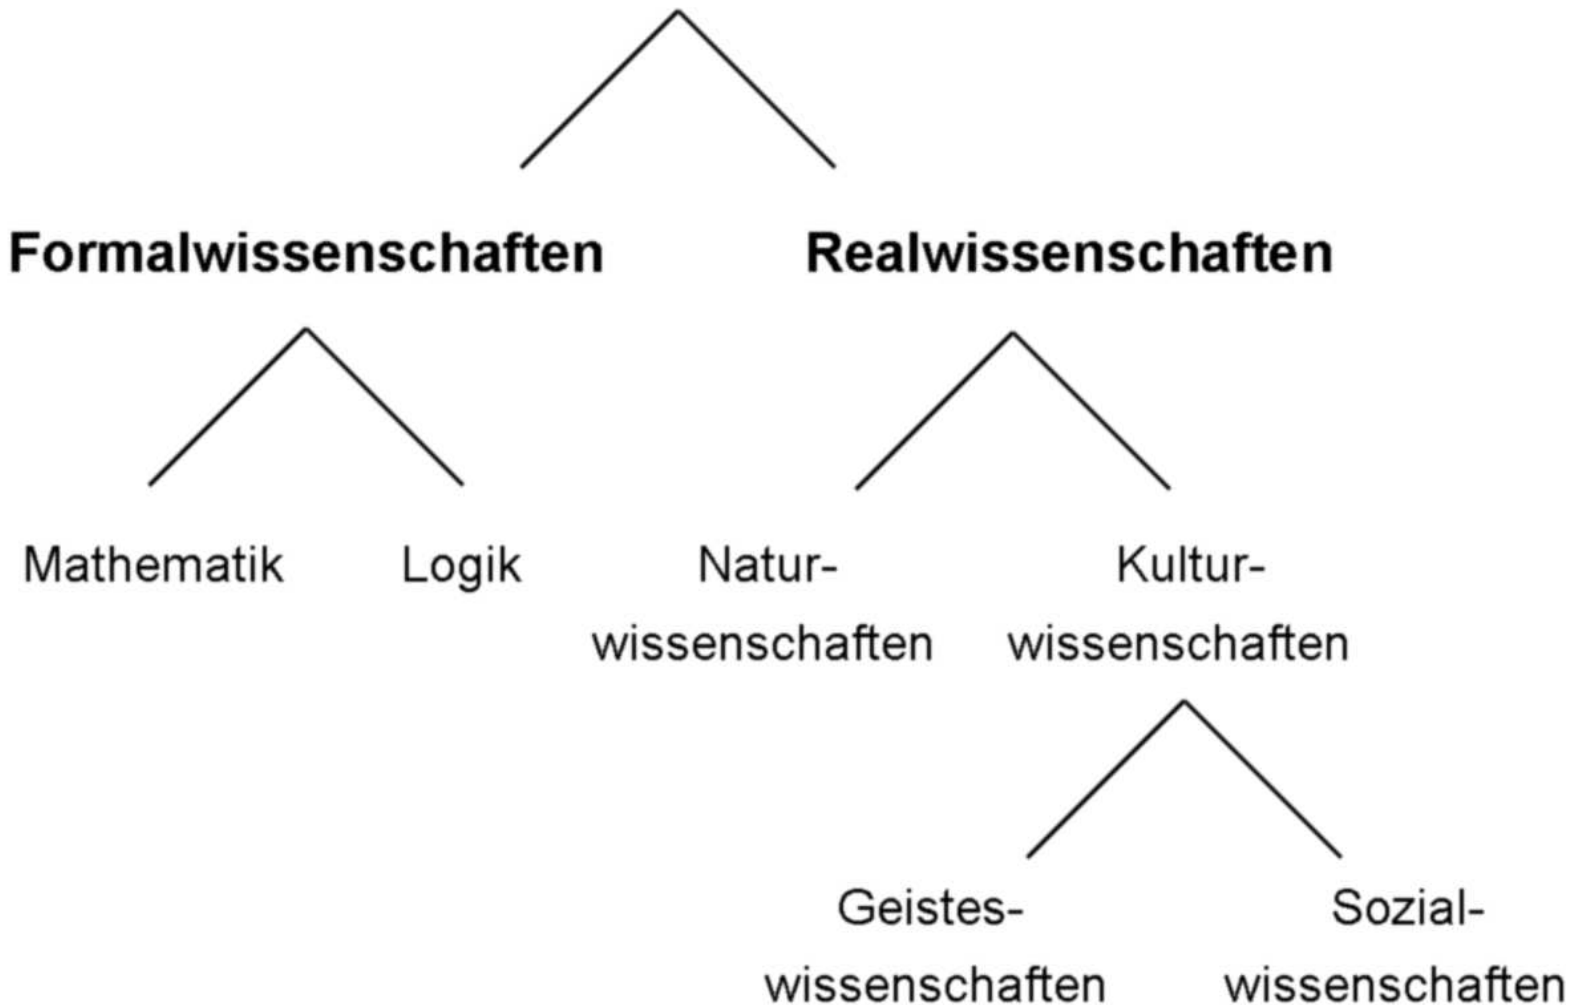 Formalwissenschaften Realwissenschaften
Mathematik Logik Natur- Kultur-
wissenschaften wissenschaften
Geistes- Sozial-
wissenschaften wissenschaften